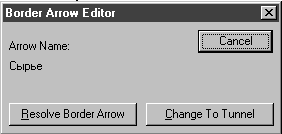 Border Arrow Editor
Arrow Name:
Cancel
Сырье
Resolve Border Arrow
Change To Tunnel